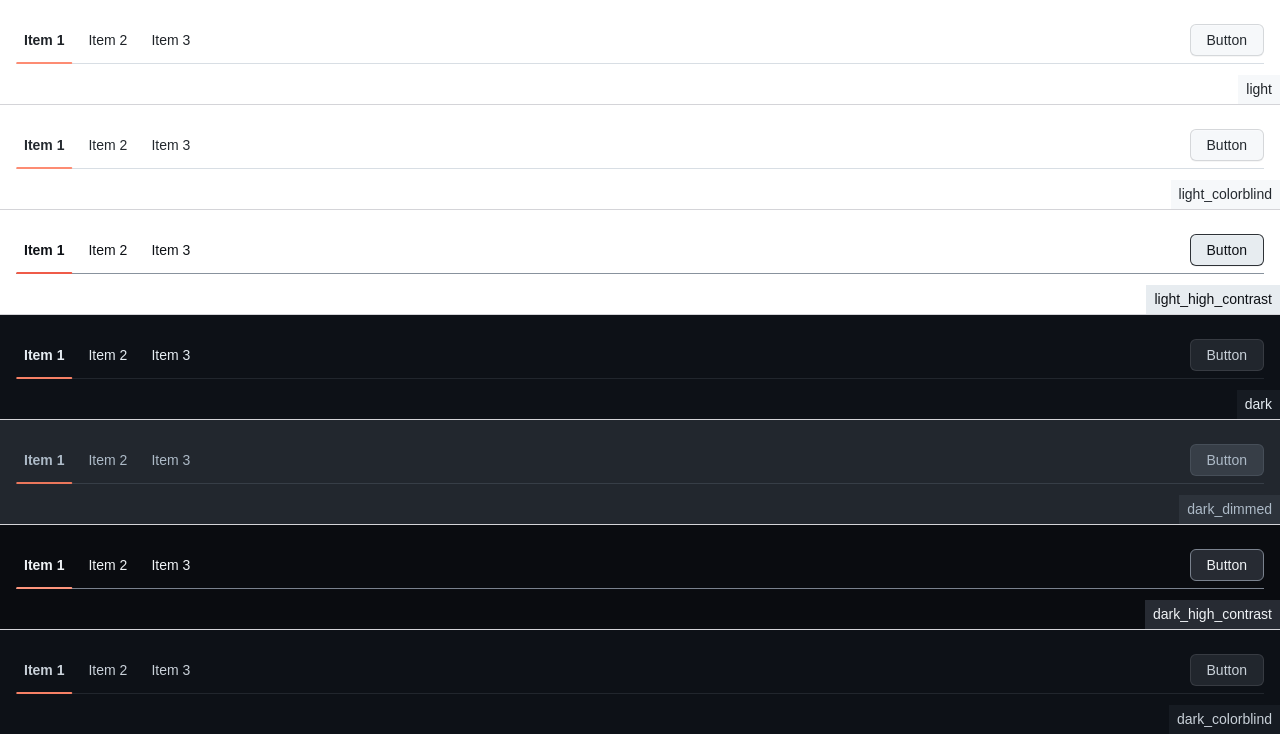 Item 1 Item 2 Item 3 Button
light
Item 1 Item 2 Item 3 Button
light_colorblind
Item 1 Item 2 Item 3 Button
light_high_contrast
Item 1 Item 2 Item 3 Button
dark
Item 1 Item 2 Item 3 Button
dark_dimmed
Item 1 Item 2 Item 3 Button
dark_high_contrast
Item 1 Item 2 Item 3 Button
dark_colorblind